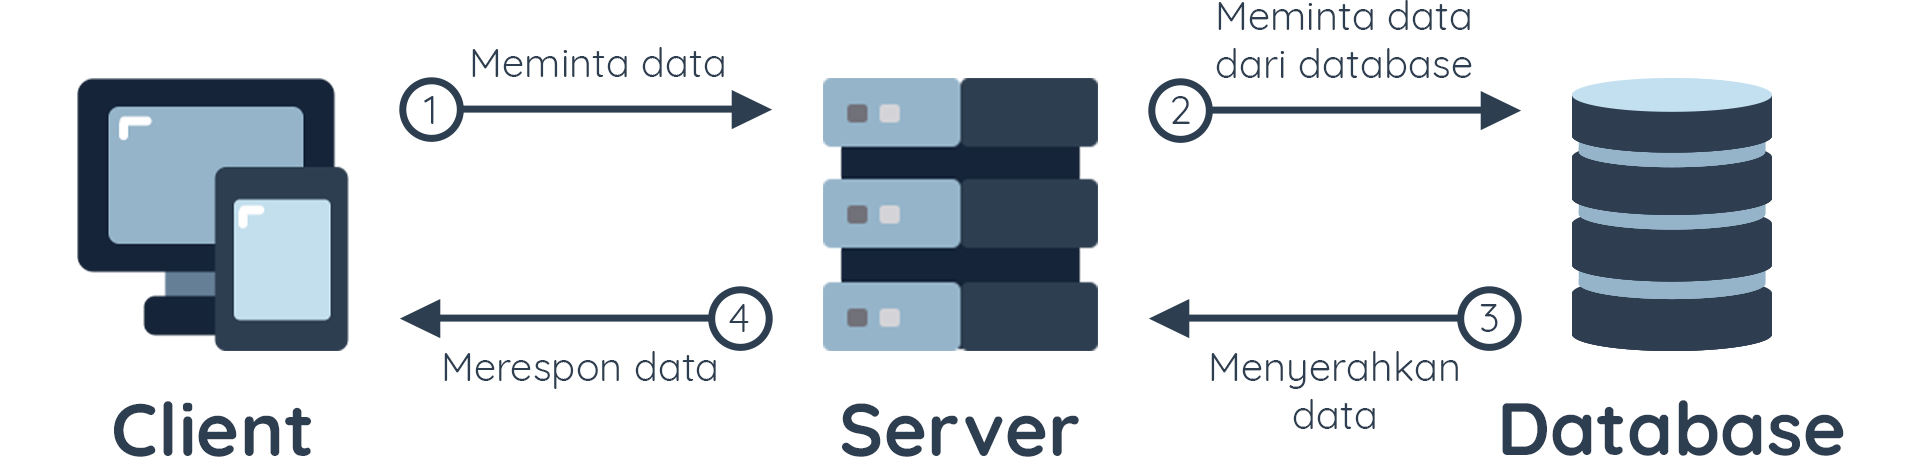 Meminta data
1
Meminta data
dari database
2
4
Merespon data
3
Menyerahkan
data
Client
Server
Database